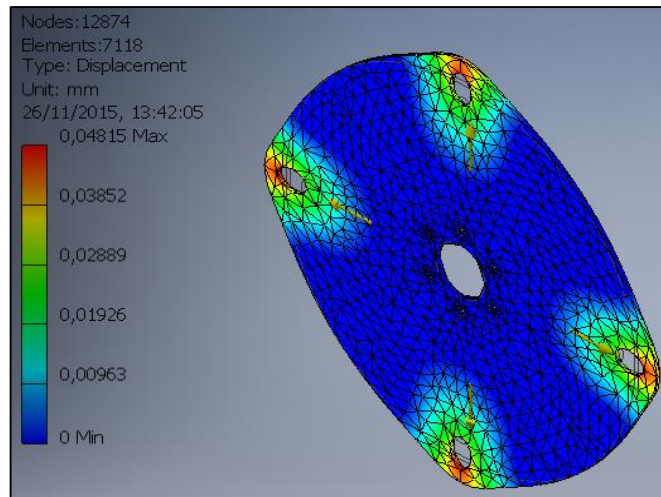 Nodes:12874
Elements:7118
Type: Displacement
Unit: mm
26/11/2015, 13:42:05
0,04815 Max
0,03852
0,02889
0,01926
0,00963
0 Min